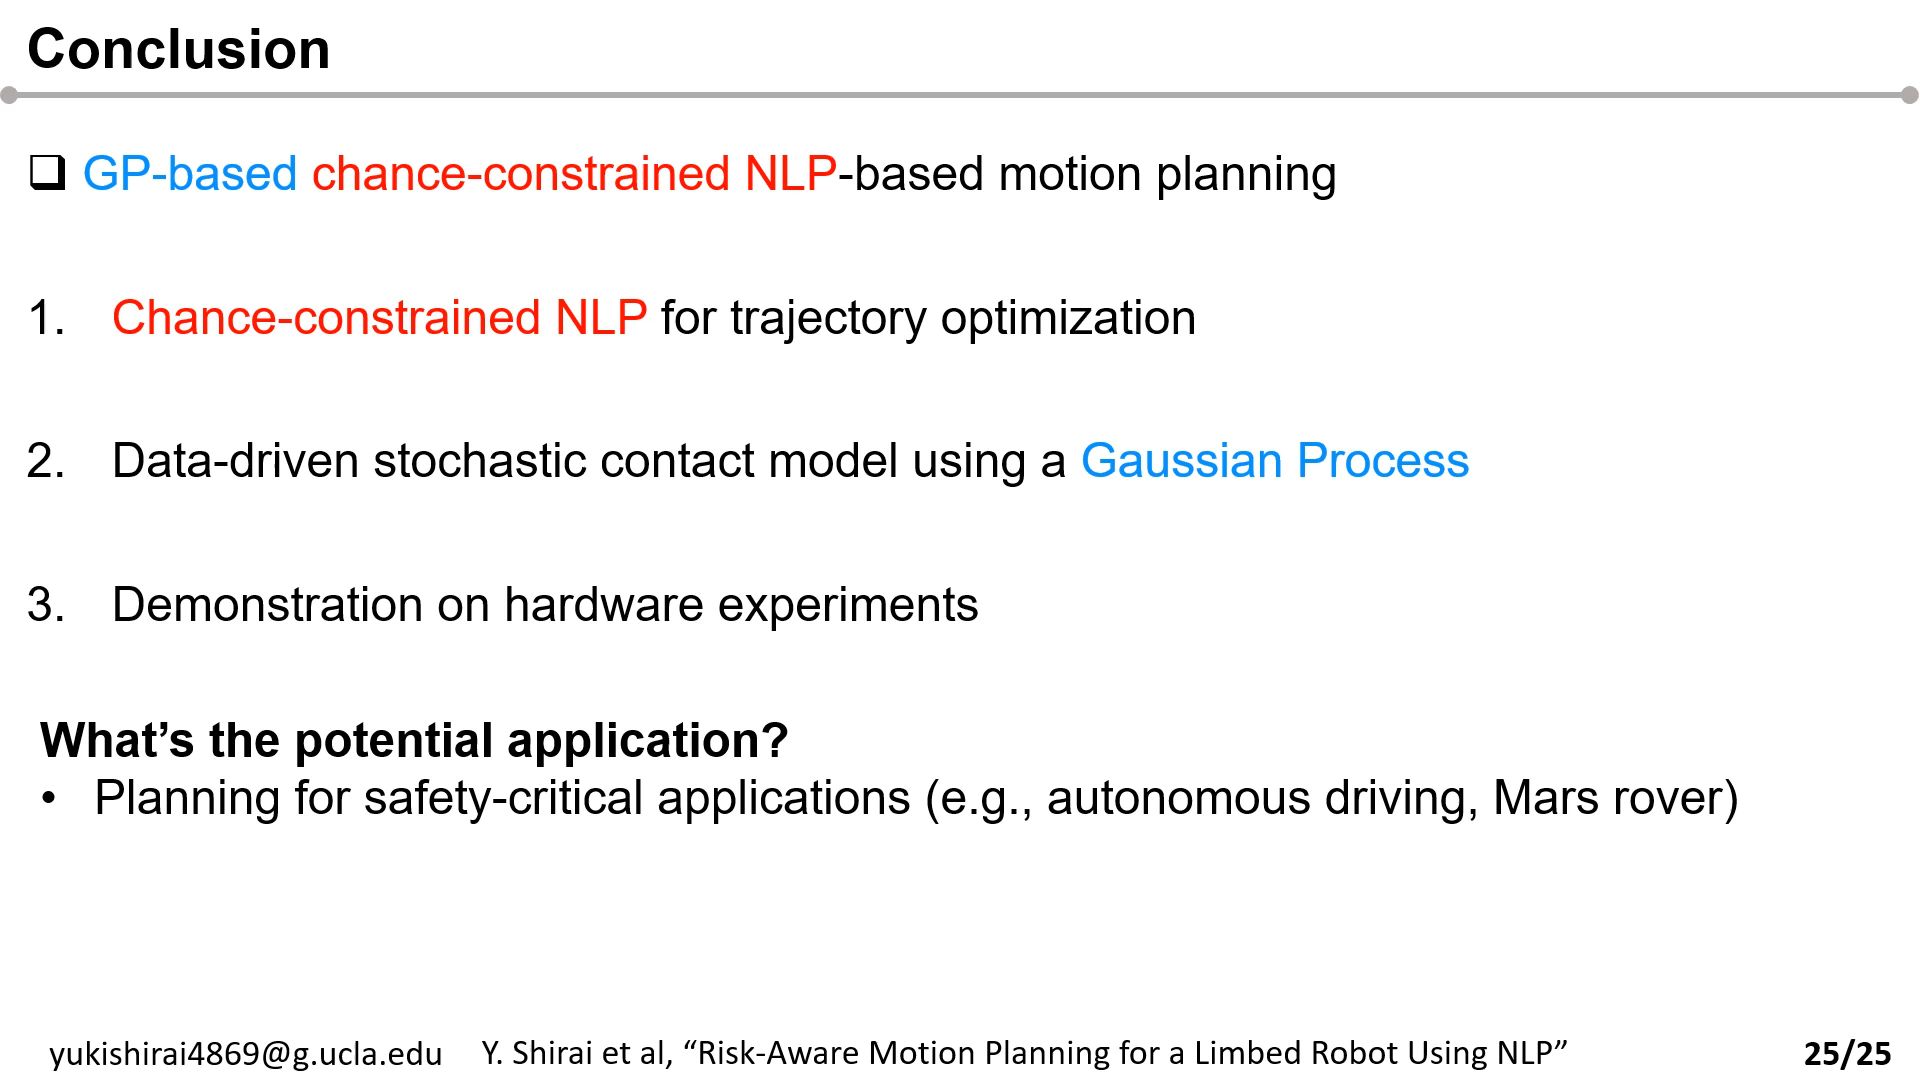 Conclusion
❑ GP-based chance-constrained NLP-based motion planning
1. Chance-constrained NLP for trajectory optimization
2. Data-driven stochastic contact model using a Gaussian Process
3. Demonstration on hardware experiments
What’s the potential application?
• Planning for safety-critical applications (e.g., autonomous driving, Mars rover)
yukishirai4869@g.ucla.edu Y. Shirai et al, “Risk-Aware Motion Planning for a Limbed Robot Using NLP” 25/25